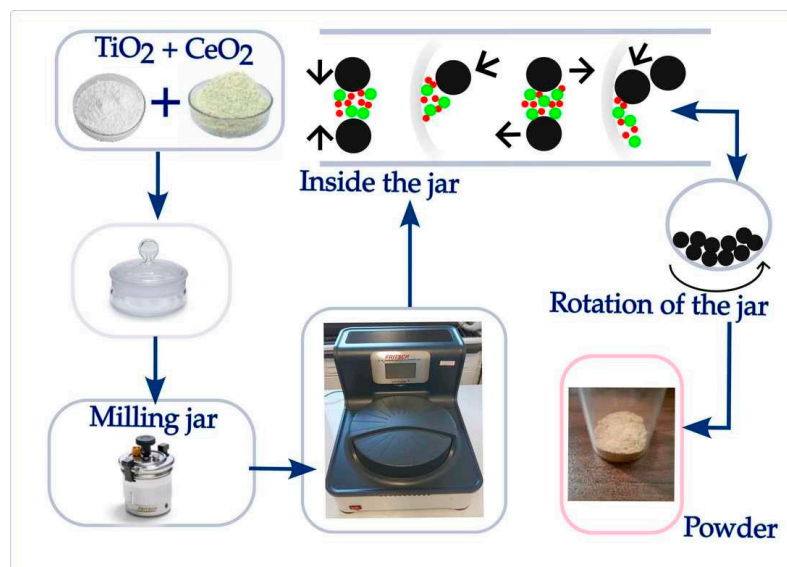 TiO2 + CeO2
Inside the jar
Rotation of the jar
Milling jar
FRITSCH
Powder